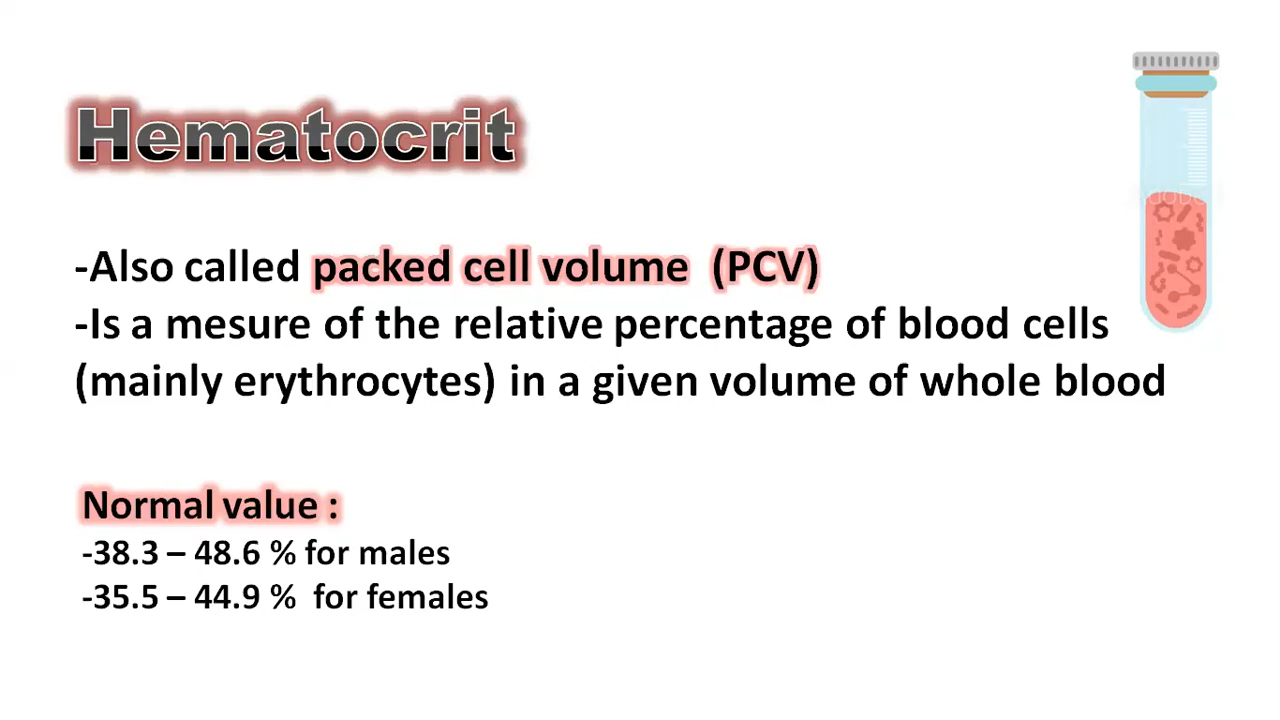 Hematocrit
-Also called packed cell volume (PCV)
-Is a mesure of the relative percentage of blood cells
(mainly erythrocytes) in a given volume of whole blood
Normal value :
-38.3 – 48.6 % for males
-35.5 – 44.9 % for females